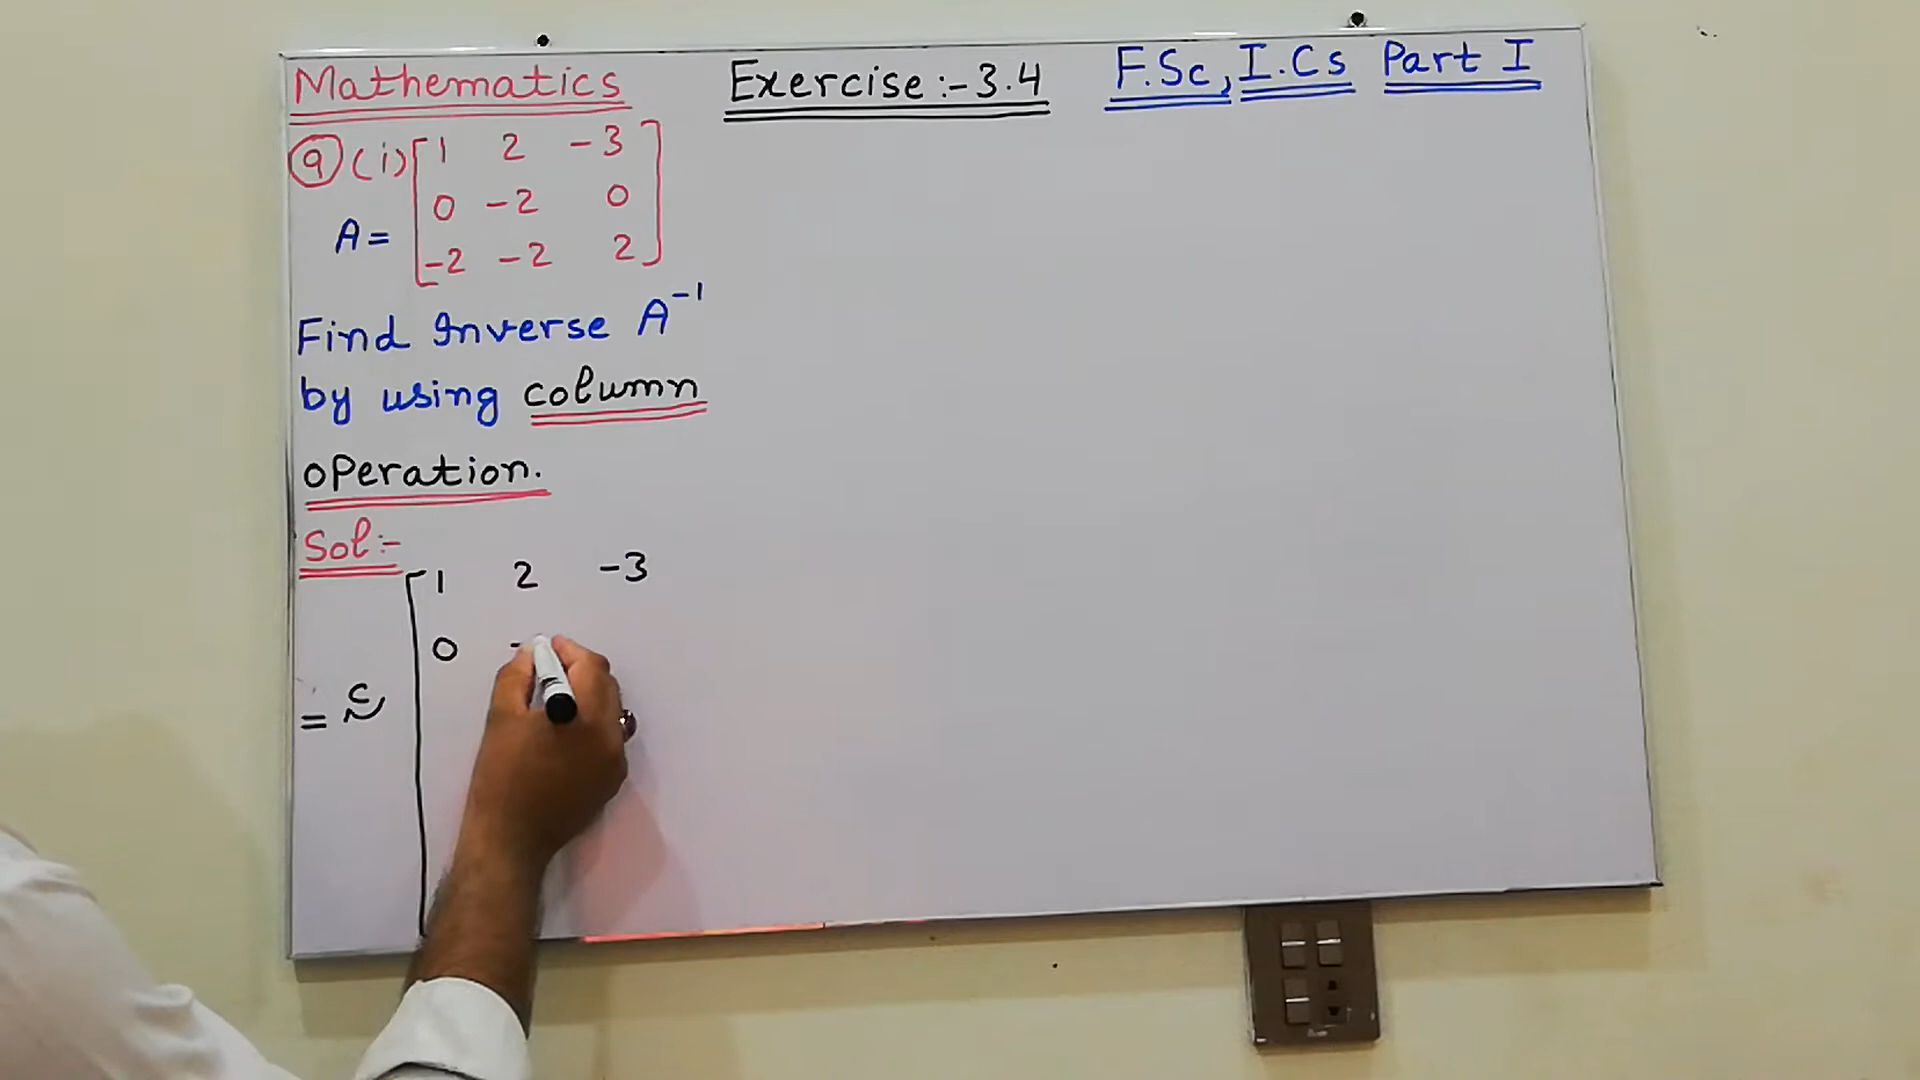 Mathematics Exercise:-3.4 F.Sc, I.Cs Part I
9 (i) [1 2 -3
0 -2 0
A=
-2 -2 2]
Find Inverse A⁻¹
by using column
operation.
Sol:-
[1 2 -3
0 -
= C~